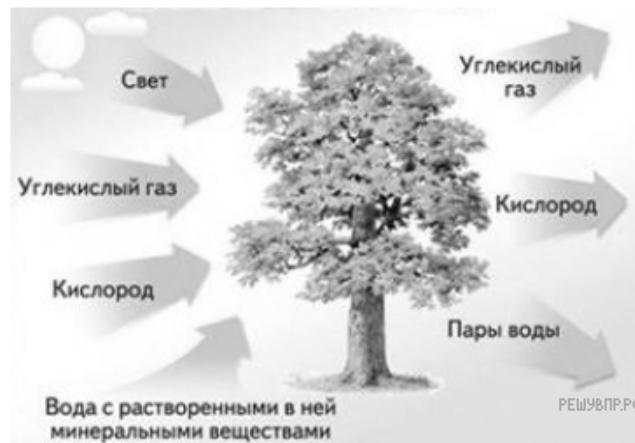 Свет
Углекислый газ
Кислород
Вода с растворенными в ней
минеральными веществами
Углекислый
газ
Кислород
Пары воды
РЕШУВПР.РФ